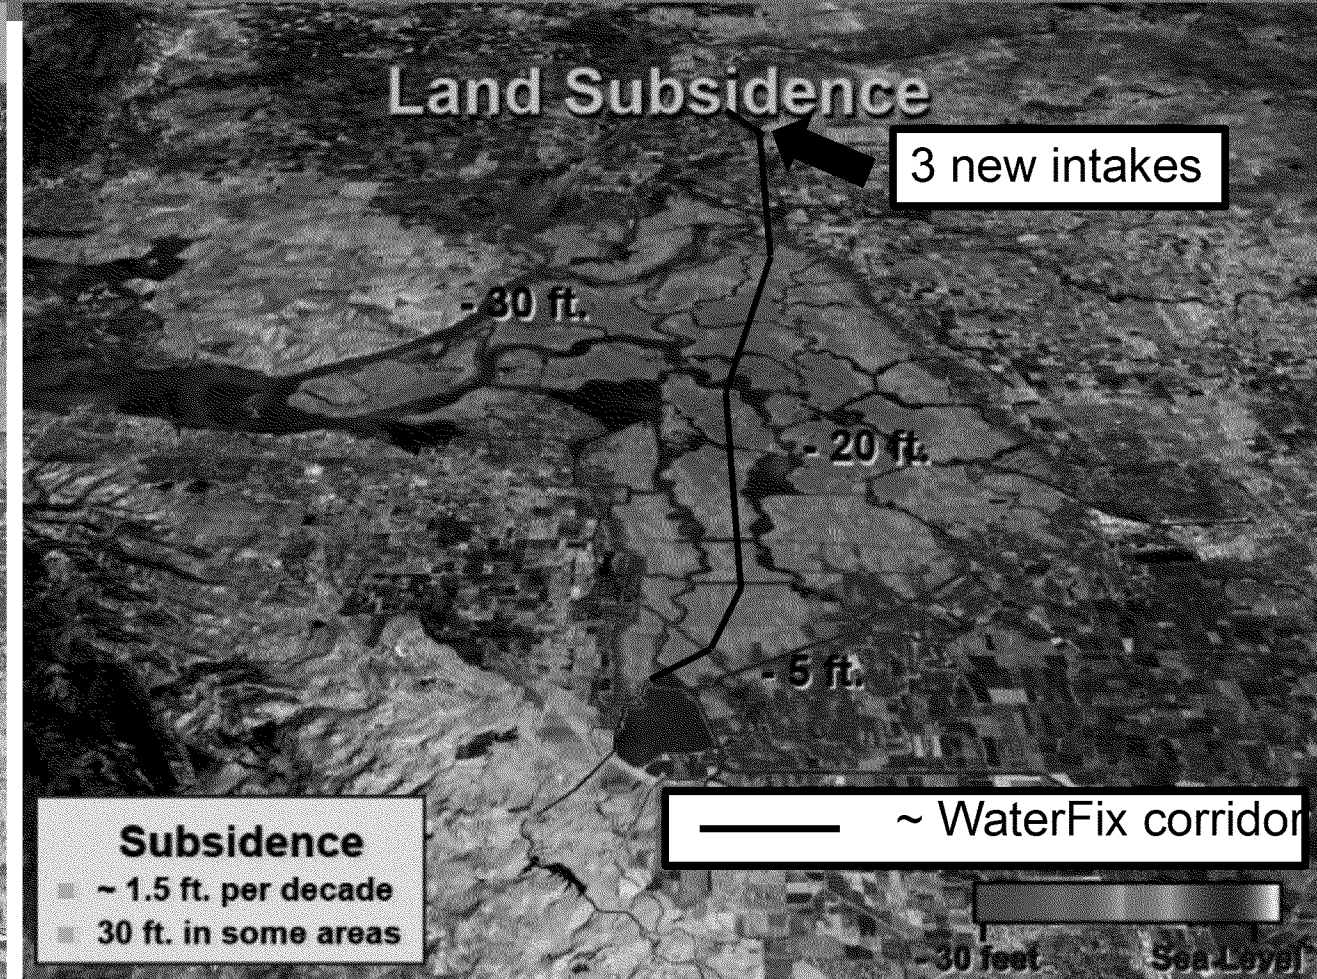 Land Subsidence
3 new intakes
- 30 ft.
- 20 ft.
- 5 ft.
~ WaterFix corridor
Subsidence
~ 1.5 ft. per decade
30 ft. in some areas
- 30 feet
Sea Level